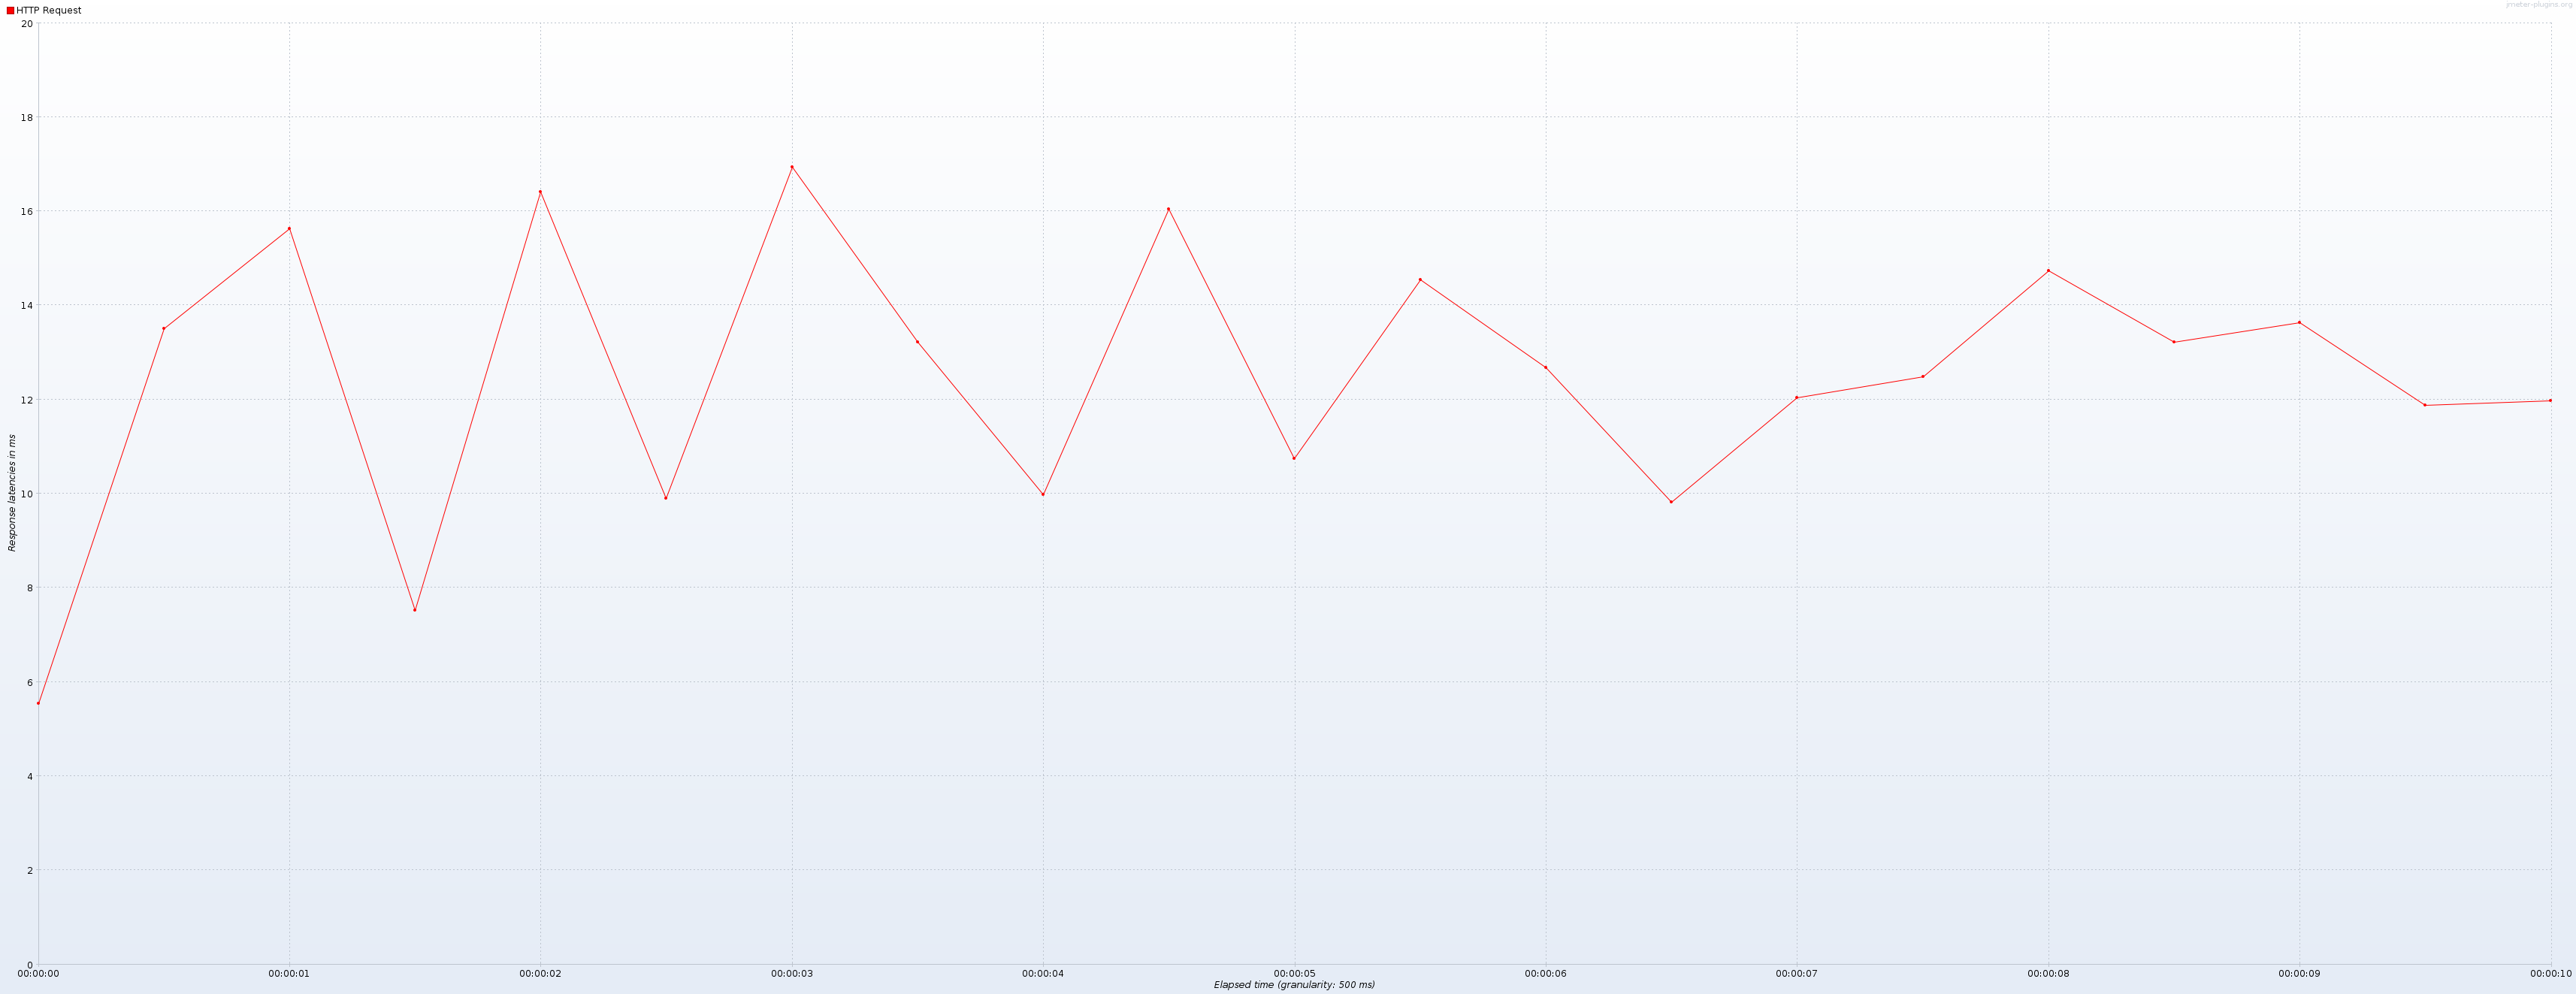 HTTP Request
jmeter-plugins.org
20
18
16
14
12
10
8
6
4
2
0
Response latencies in ms
00:00:00 00:00:01 00:00:02 00:00:03 00:00:04 00:00:05 00:00:06 00:00:07 00:00:08 00:00:09 00:00:10
Elapsed time (granularity: 500 ms)